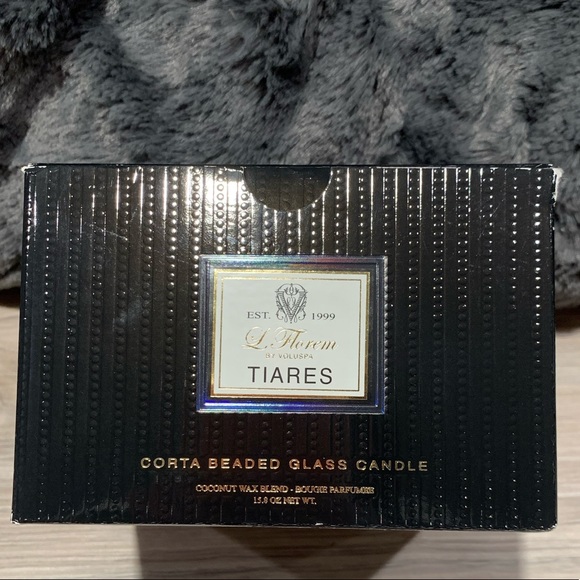 EST. 1999
L. Florem
BY VOLUSPA
TIARES
CORTA BEADED GLASS CANDLE
COCONUT WAX BLEND - BOUGIE PARFUMÉE
15.0 OZ NET WT.